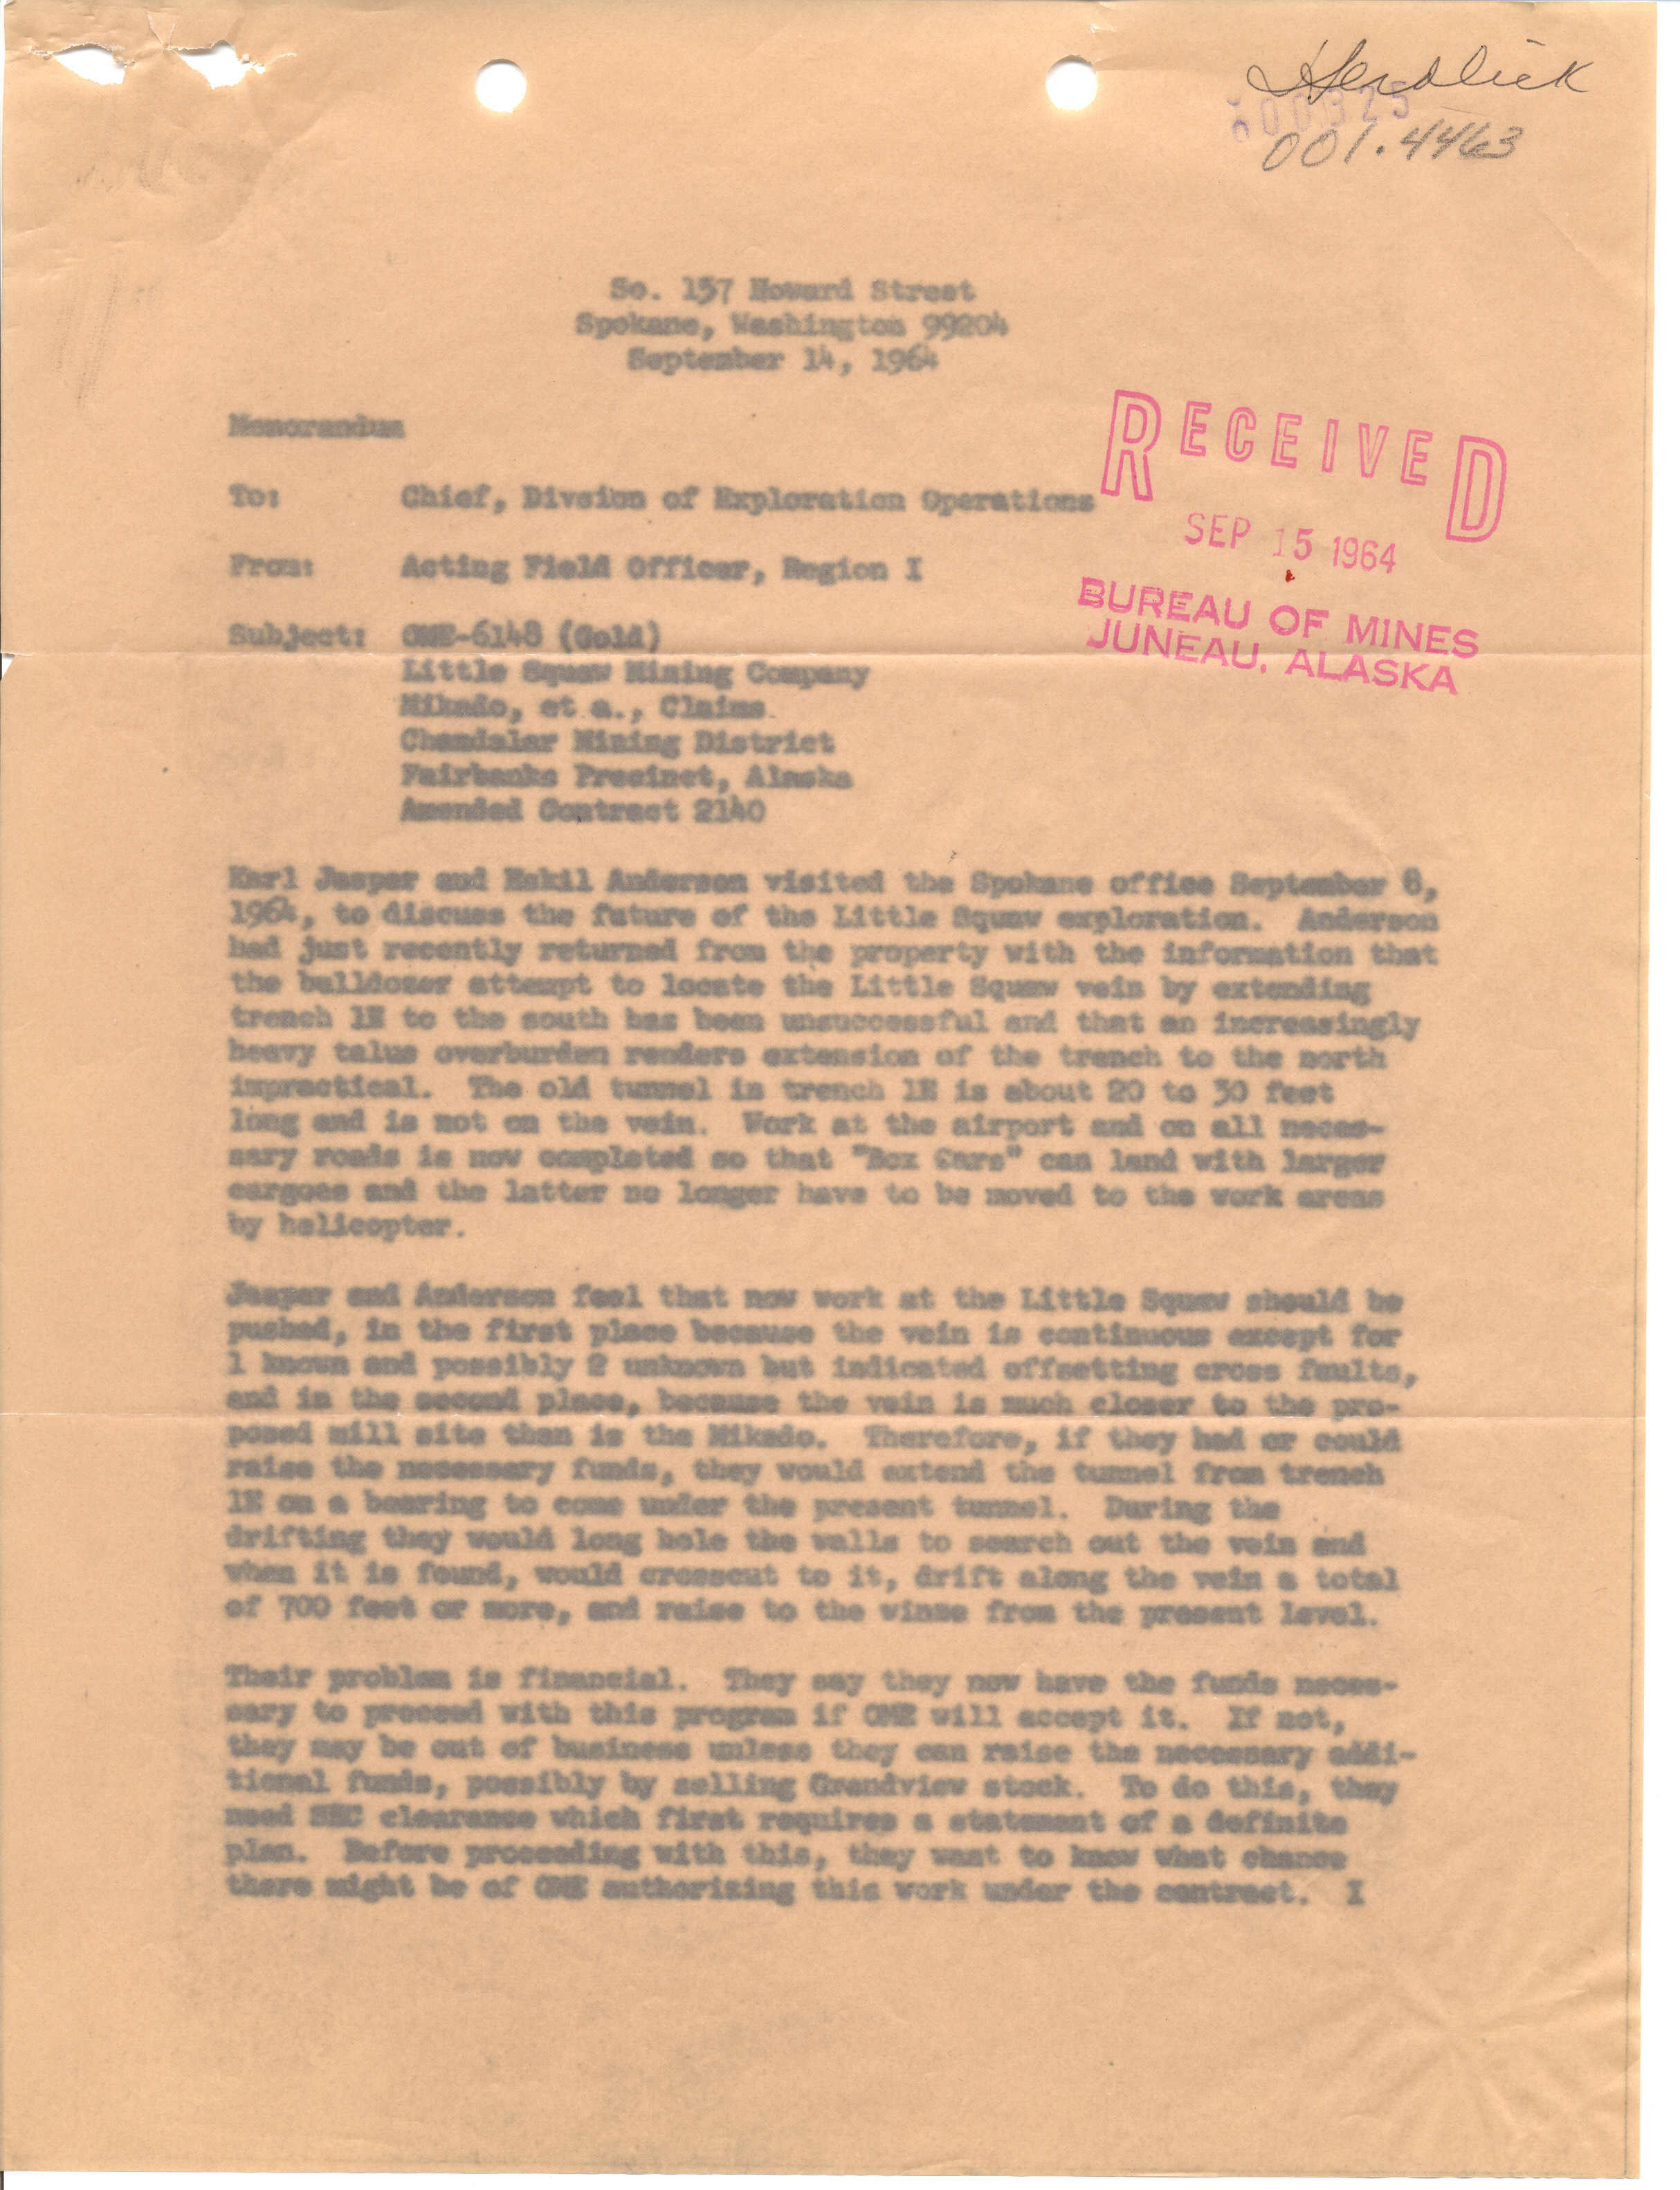 Herdlick
001.4463
So. 157 Howard Street
Spokane, Washington 99204
September 14, 1964
Memorandum
RECEIVED
SEP 15 1964
BUREAU OF MINES
JUNEAU, ALASKA
To: Chief, Divsion of Exploration Operations
From: Acting Field Officer, Region I
Subject: OME-6148 (Gold)
Little Squaw Mining Company
Mikado, et a., Claims
Chandalar Mining District
Fairbanks Precinct, Alaska
Amended Contract 2140
Karl Jasper and Eskil Anderson visited the Spokane office September 8,
1964, to discuss the future of the Little Squaw exploration. Anderson
had just recently returned from the property with the information that
the bulldozer attempt to locate the Little Squaw vein by extending
trench 1E to the south has been unsuccessful and that an increasingly
heavy talus overburden renders extension of the trench to the north
impractical. The old tunnel in trench 1E is about 20 to 30 feet
long and is not on the vein. Work at the airport and on all neces-
sary roads is now completed so that "Box Cars" can land with larger
cargoes and the latter no longer have to be moved to the work areas
by helicopter.
Jasper and Anderson feel that now work at the Little Squaw should be
pushed, in the first place because the vein is continuous except for
1 known and possibly 2 unknown but indicated offsetting cross faults,
and in the second place, because the vein is much closer to the pro-
posed mill site than is the Mikado. Therefore, if they had or could
raise the necessary funds, they would extend the tunnel from trench
1E on a bearing to come under the present tunnel. During the
drifting they would long hole the walls to search out the vein and
when it is found, would crosscut to it, drift along the vein a total
of 700 feet or more, and raise to the winze from the present level.
Their problem is financial. They say they now have the funds neces-
sary to proceed with this program if OME will accept it. If not,
they may be out of business unless they can raise the necessary addi-
tional funds, possibly by selling Grandview stock. To do this, they
need SEC clearance which first requires a statement of a definite
plan. Before proceeding with this, they want to know what chance
there might be of OME authorizing this work under the contract. I